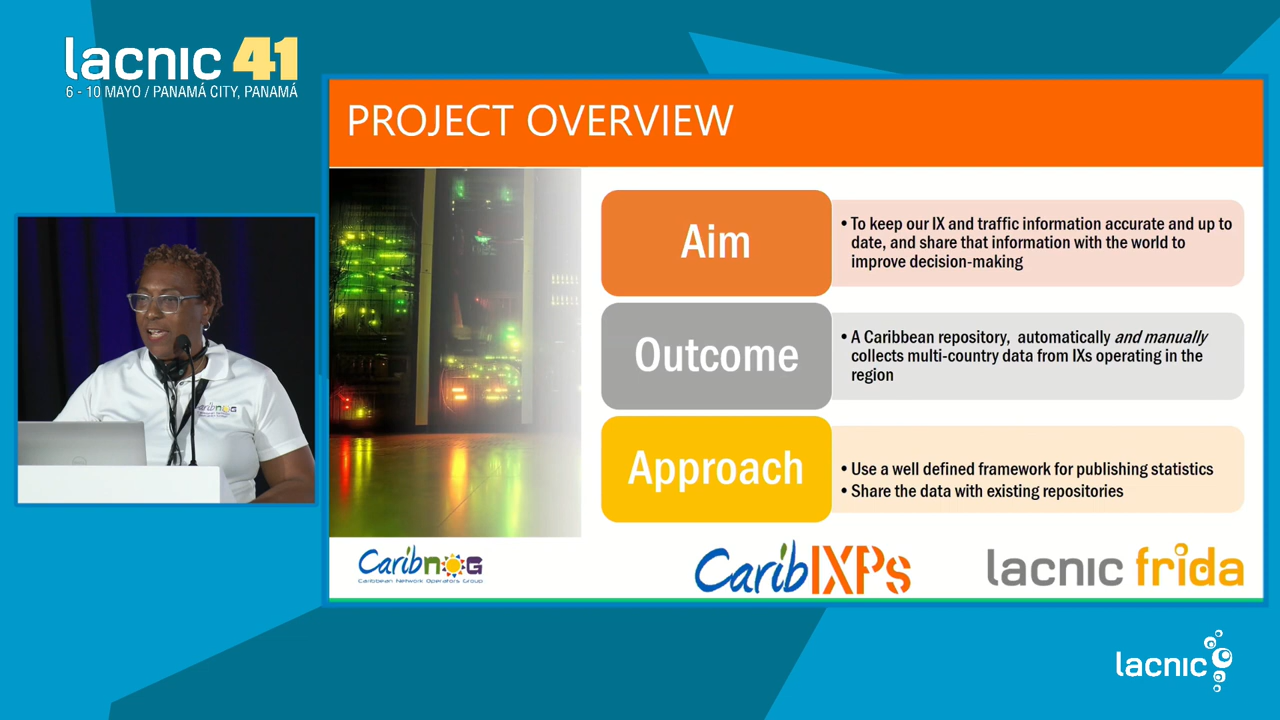 lacnic 41
6 - 10 MAYO / PANAMÁ CITY, PANAMÁ
PROJECT OVERVIEW
Aim
• To keep our IX and traffic information accurate and up to
date, and share that information with the world to
improve decision-making
Outcome
• A Caribbean repository, automatically and manually
collects multi-country data from IXs operating in the
region
Approach
• Use a well defined framework for publishing statistics
• Share the data with existing repositories
CaribNOG
Caribbean Network Operators Group
CaribIXPs
lacnic frida
caribnog
lacnic